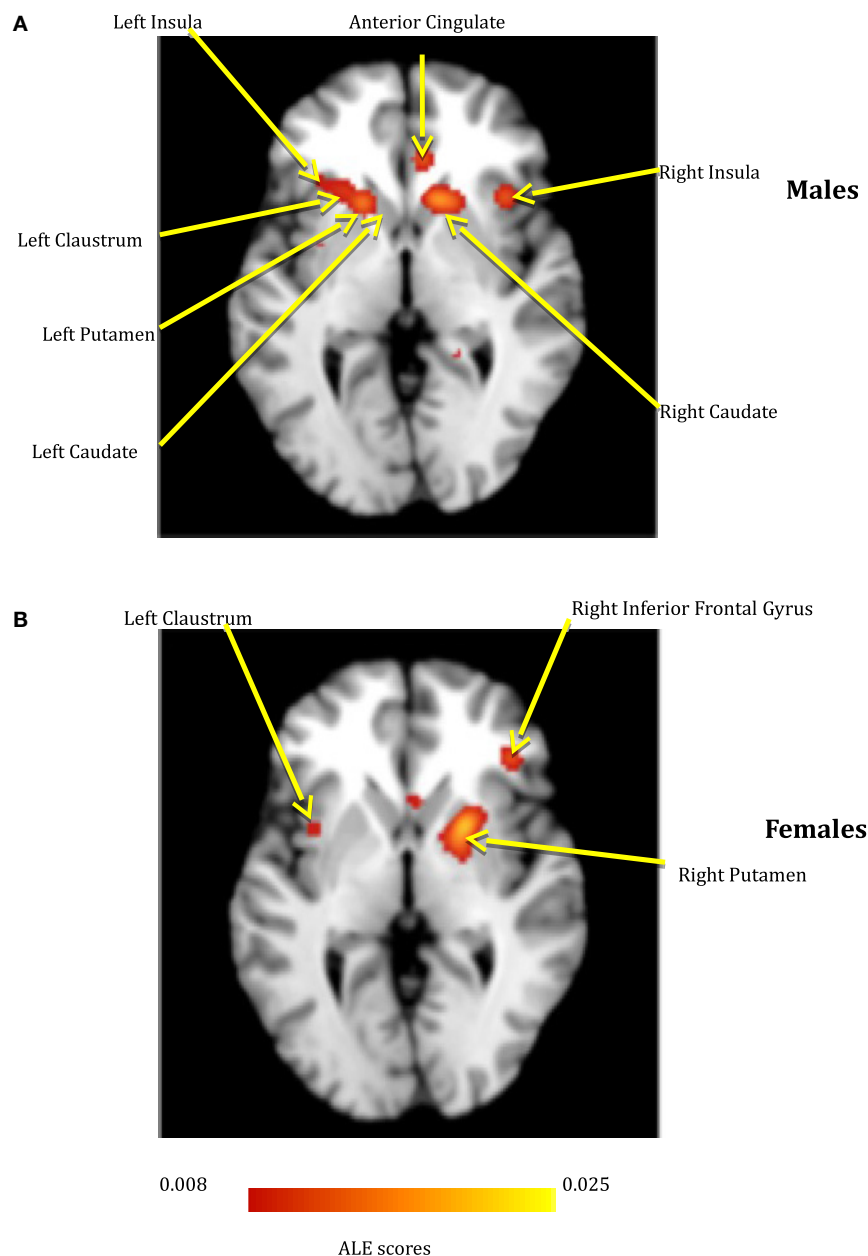 A
Left Insula
Anterior Cingulate
Right Insula
Males
Left Claustrum
Left Putamen
Right Caudate
Left Caudate
B
Left Claustrum
Right Inferior Frontal Gyrus
Females
Right Putamen
0.008
0.025
ALE scores